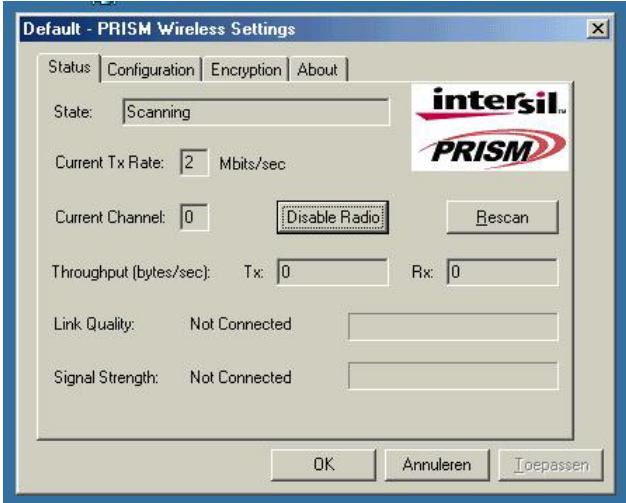 Default - PRISM Wireless Settings
Status Configuration Encryption About
intersil
PRISM
State: Scanning
Current Tx Rate: 2 Mbits/sec
Current Channel: 0 Disable Radio Rescan
Throughput (bytes/sec): Tx: 0 Rx: 0
Link Quality: Not Connected
Signal Strength: Not Connected
OK Annuleren Toepassen